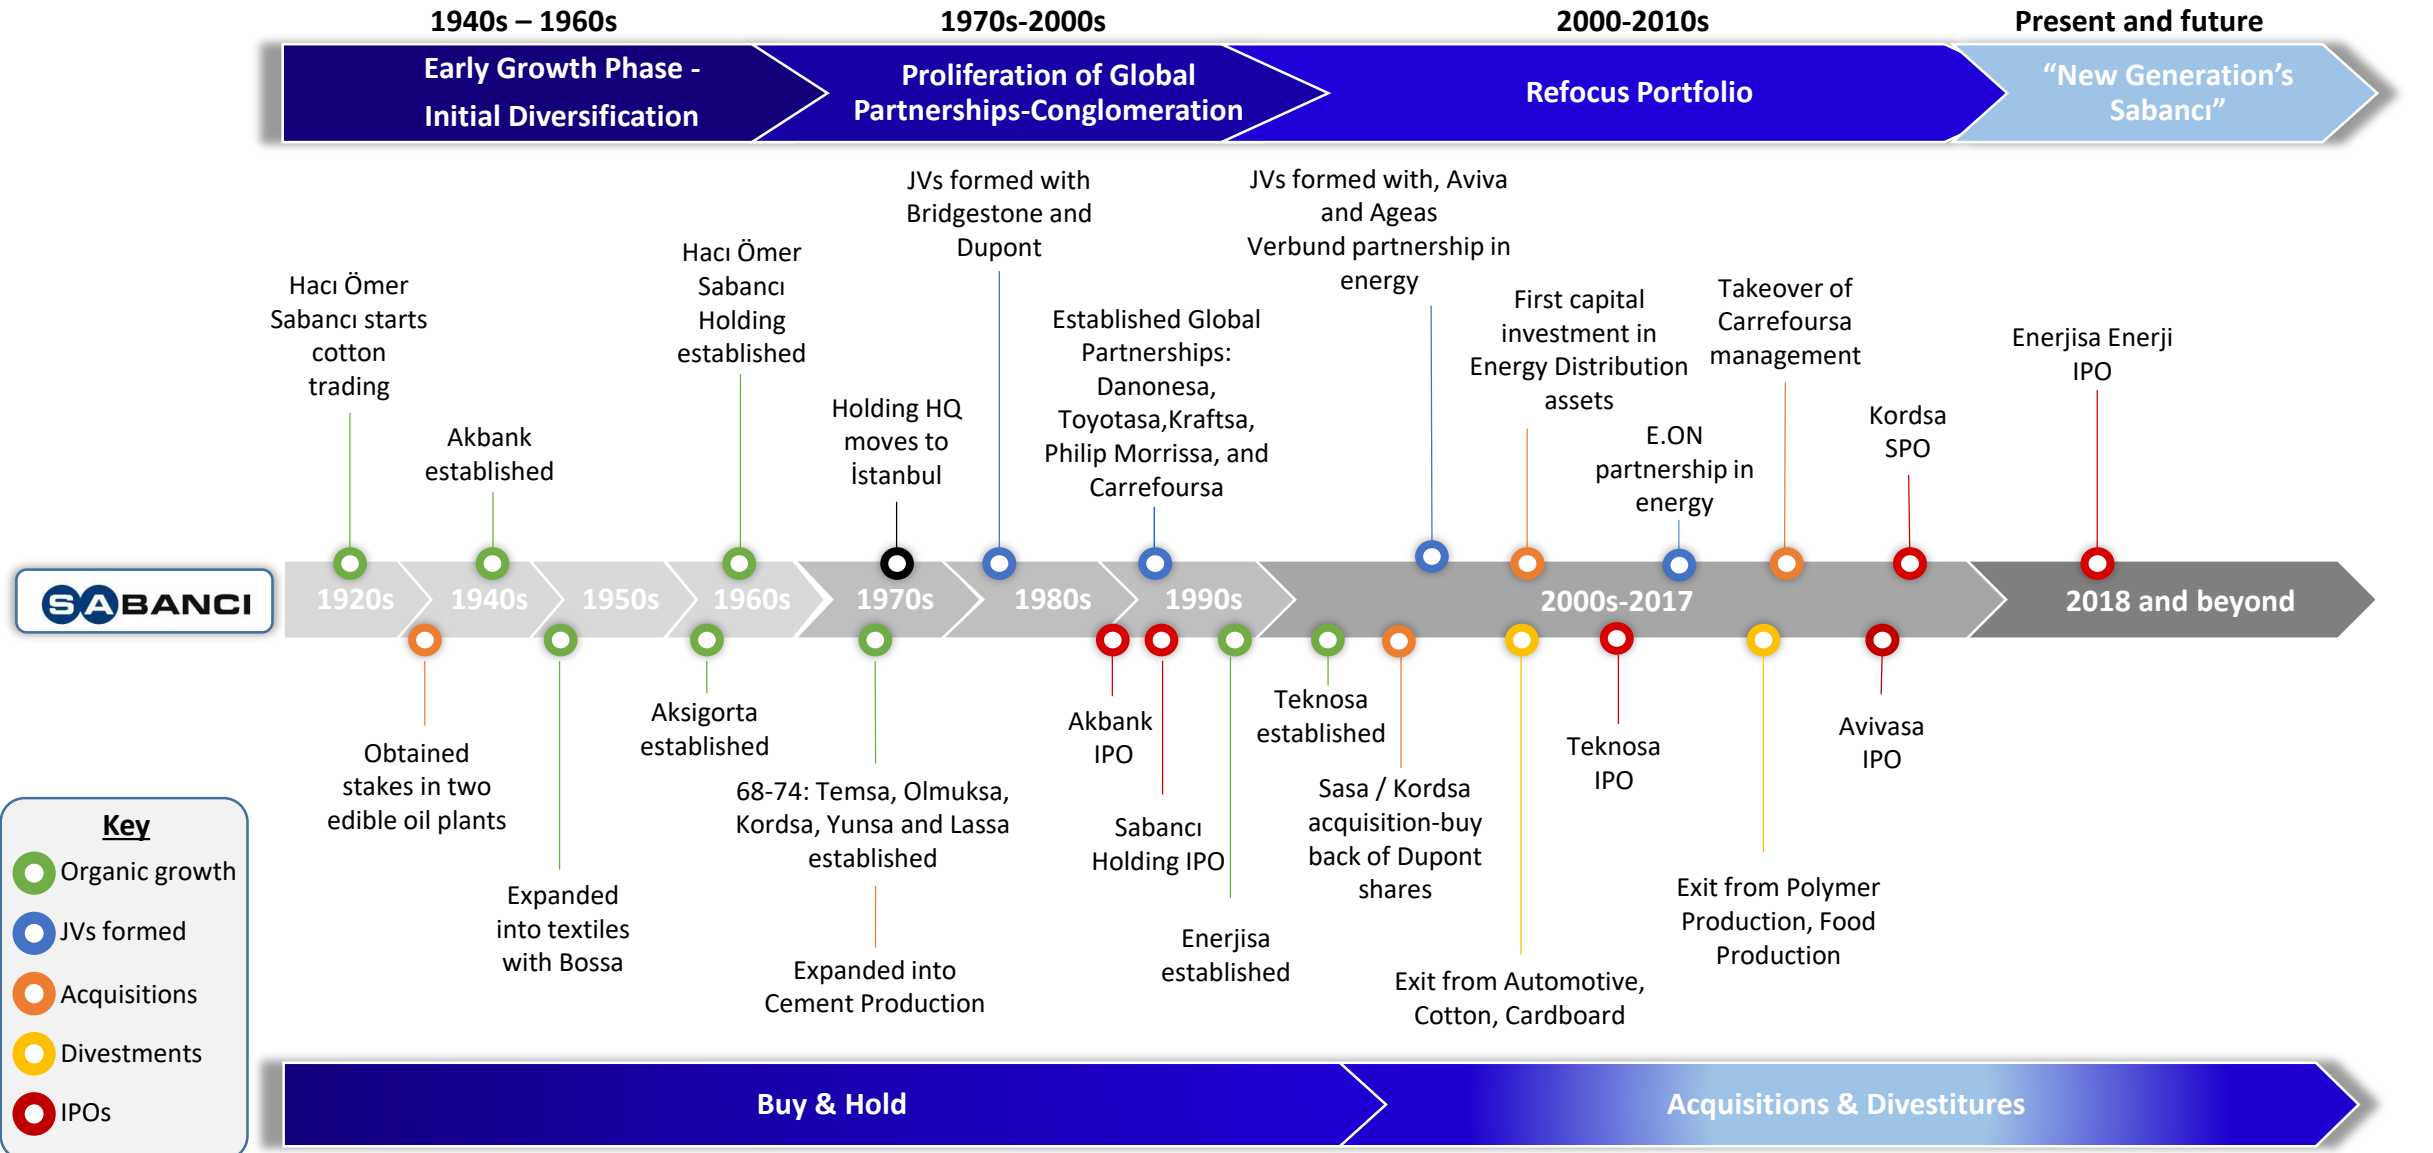 1940s – 1960s
1970s-2000s
2000-2010s
Present and future
Early Growth Phase -
Initial Diversification
Proliferation of Global
Partnerships-Conglomeration
Refocus Portfolio
“New Generation’s
Sabancı”
Hacı Ömer
Sabancı starts
cotton
trading
Akbank
established
Hacı Ömer
Sabancı
Holding
established
Holding HQ
moves to
İstanbul
JVs formed with
Bridgestone and
Dupont
Established Global
Partnerships:
Danonesa,
Toyotasa,Kraftsa,
Philip Morrissa, and
Carrefoursa
JVs formed with, Aviva
and Ageas
Verbund partnership in
energy
First capital
investment in
Energy Distribution
assets
E.ON
partnership in
energy
Takeover of
Carrefoursa
management
Kordsa
SPO
Enerjisa Enerji
IPO
SABANCI
1920s
1940s
1950s
1960s
1970s
1980s
1990s
2000s-2017
2018 and beyond
Obtained
stakes in two
edible oil plants
Expanded
into textiles
with Bossa
Aksigorta
established
68-74: Temsa, Olmuksa,
Kordsa, Yunsa and Lassa
established
Expanded into
Cement Production
Akbank
IPO
Sabancı
Holding IPO
Enerjisa
established
Teknosa
established
Sasa / Kordsa
acquisition-buy
back of Dupont
shares
Exit from Automotive,
Cotton, Cardboard
Teknosa
IPO
Exit from Polymer
Production, Food
Production
Avivasa
IPO
Key
Organic growth
JVs formed
Acquisitions
Divestments
IPOs
Buy & Hold
Acquisitions & Divestitures